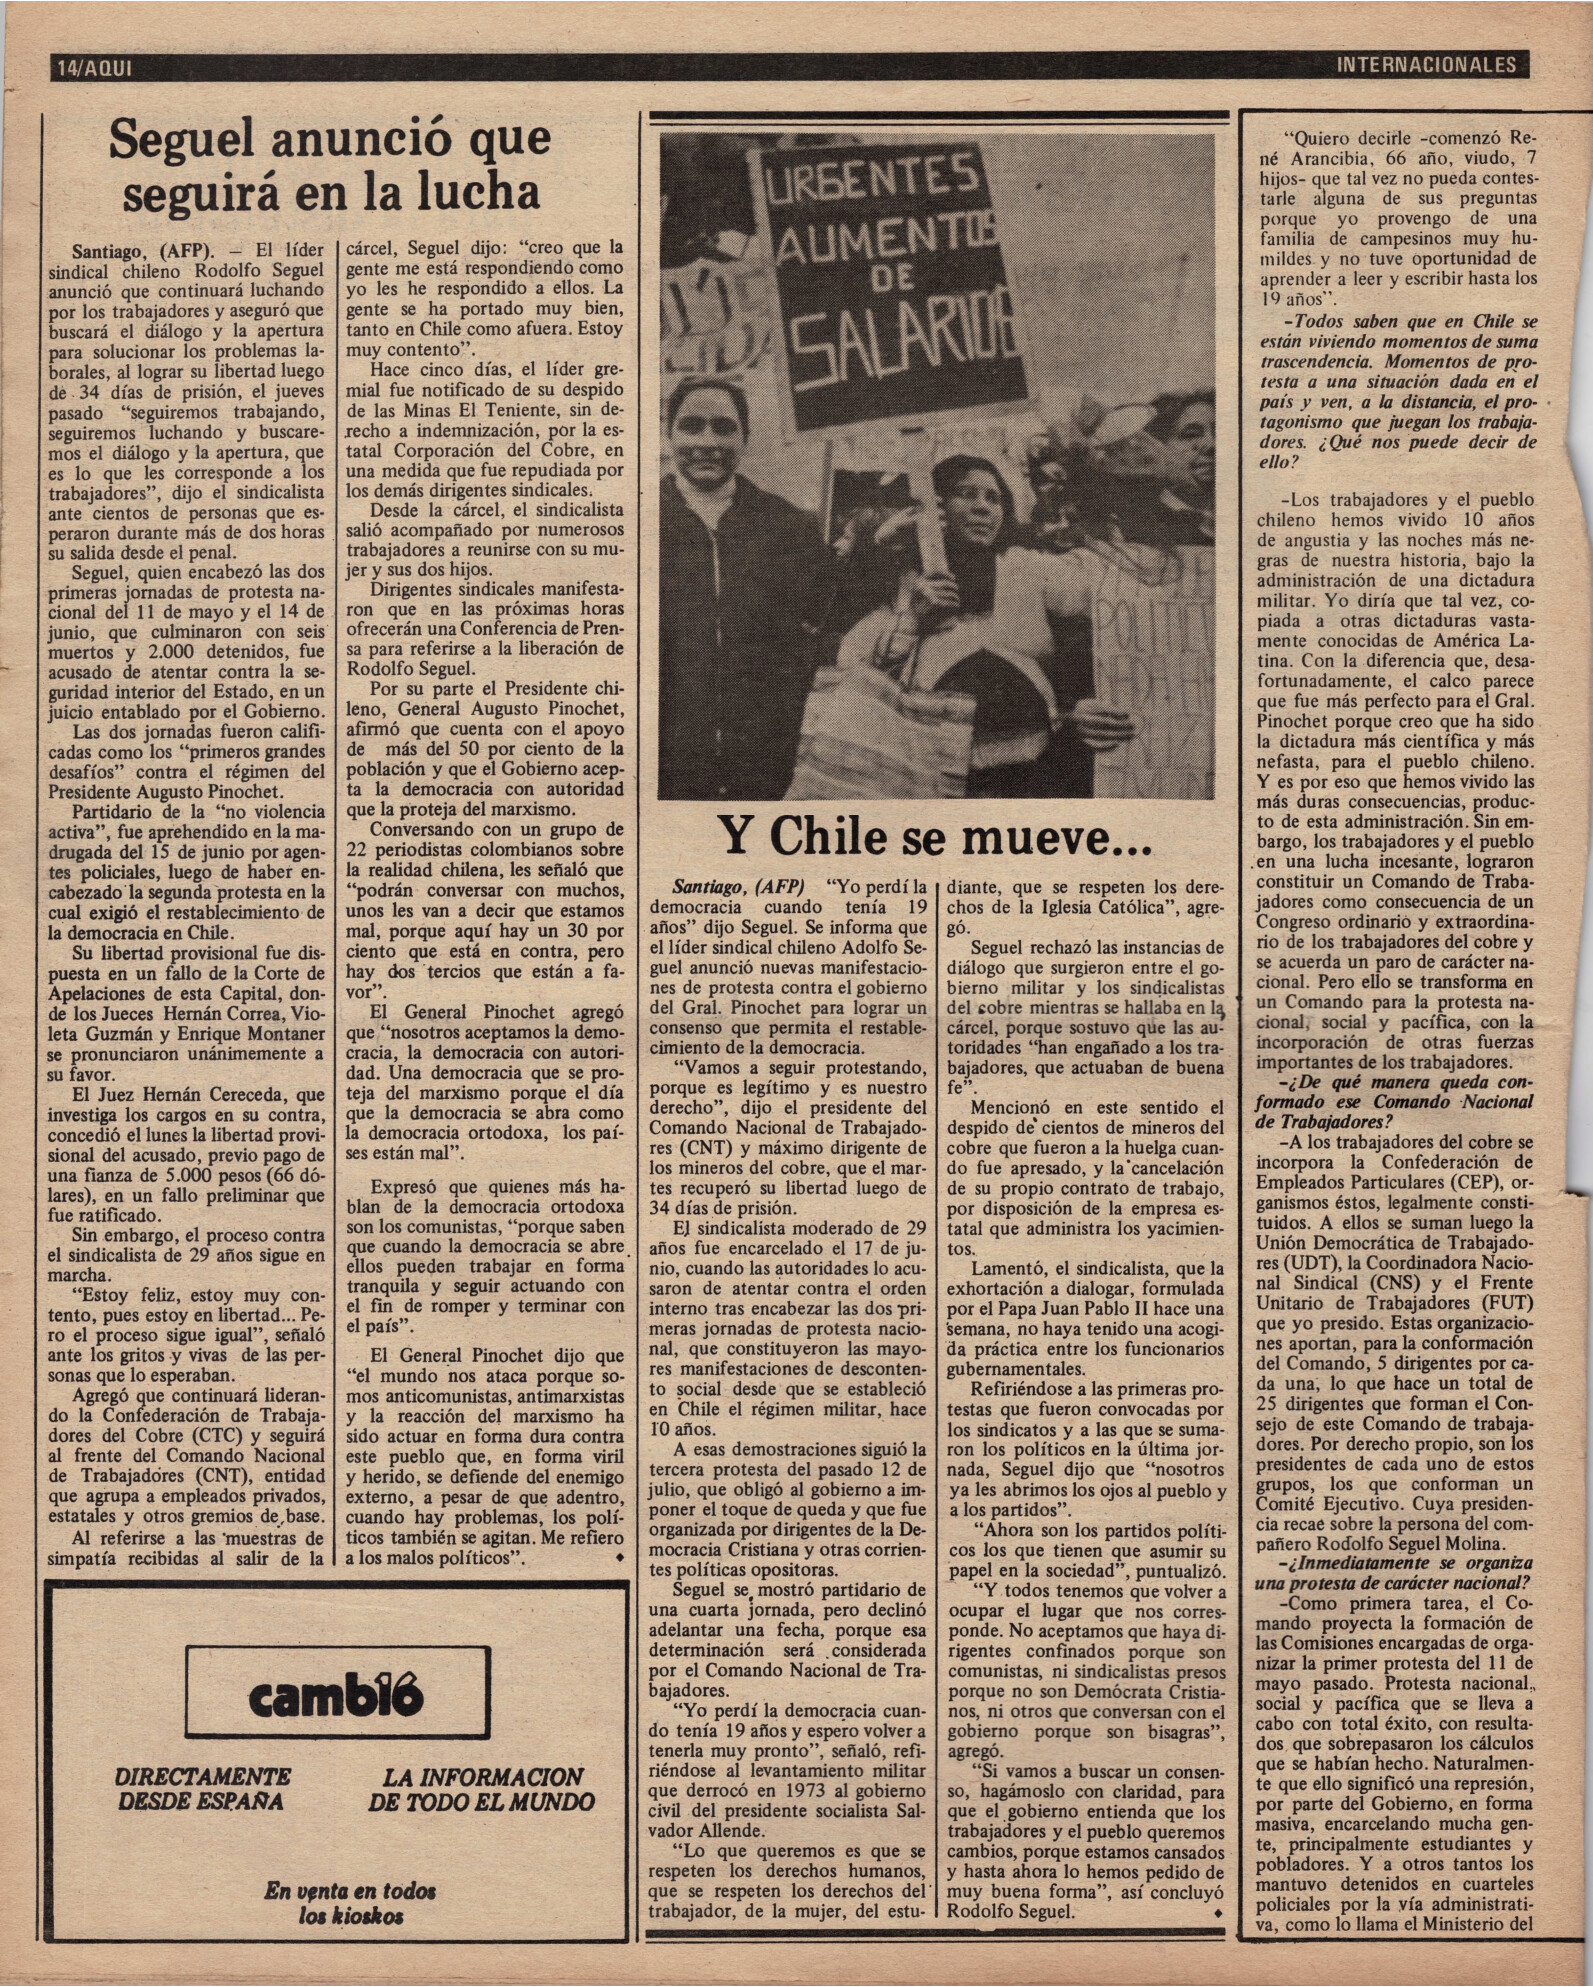 14/AQUI
INTERNACIONALES
Seguel anunció que
seguirá en la lucha
Santiago, (AFP). — El líder
sindical chileno Rodolfo Seguel
anunció que continuará luchando
por los trabajadores y aseguró que
buscará el diálogo y la apertura
para solucionar los problemas la-
borales, al lograr su libertad luego
de 34 días de prisión, el jueves
pasado “seguiremos trabajando,
seguiremos luchando y buscare-
mos el diálogo y la apertura, que
es lo que les corresponde a los
trabajadores”, dijo el sindicalista
ante cientos de personas que es-
peraron durante más de dos horas
su salida desde el penal.
Seguel, quien encabezó las dos
primeras jornadas de protesta na-
cional del 11 de mayo y el 14 de
junio, que culminaron con seis
muertos y 2.000 detenidos, fue
acusado de atentar contra la se-
guridad interior del Estado, en un
juicio entablado por el Gobierno.
Las dos jornadas fueron califi-
cadas como los “primeros grandes
desafíos” contra el régimen del
Presidente Augusto Pinochet.
Partidario de la “no violencia
activa”, fue aprehendido en la ma-
drugada del 15 de junio por agen-
tes policiales, luego de haber en-
cabezado la segunda protesta en la
cual exigió el restablecimiento de
la democracia en Chile.
Su libertad provisional fue dis-
puesta en un fallo de la Corte de
Apelaciones de esta Capital, don-
de los Jueces Hernán Correa, Vio-
leta Guzmán y Enrique Montaner
se pronunciaron unánimemente a
su favor.
El Juez Hernán Cereceda, que
investiga los cargos en su contra,
concedió el lunes la libertad provi-
sional del acusado, previo pago de
una fianza de 5.000 pesos (66 dó-
lares), en un fallo preliminar que
fue ratificado.
Sin embargo, el proceso contra
el sindicalista de 29 años sigue en
marcha.
“Estoy feliz, estoy muy con-
tento, pues estoy en libertad... Pe-
ro el proceso sigue igual”, señaló
ante los gritos y vivas de las per-
sonas que lo esperaban.
Agregó que continuará lideran-
do la Confederación de Trabaja-
dores del Cobre (CTC) y seguirá
al frente del Comando Nacional
de Trabajadores (CNT), entidad
que agrupa a empleados privados,
estatales y otros gremios de base.
Al referirse a las muestras de
simpatía recibidas al salir de la
cárcel, Seguel dijo: “creo que la
gente me está respondiendo como
yo les he respondido a ellos. La
gente se ha portado muy bien,
tanto en Chile como afuera. Estoy
muy contento”.
Hace cinco días, el líder gre-
mial fue notificado de su despido
de las Minas El Teniente, sin de-
recho a indemnización, por la es-
tatal Corporación del Cobre, en
una medida que fue repudiada por
los demás dirigentes sindicales.
Desde la cárcel, el sindicalista
salió acompañado por numerosos
trabajadores a reunirse con su mu-
jer y sus dos hijos.
Dirigentes sindicales manifesta-
ron que en las próximas horas
ofrecerán una Conferencia de Pren-
sa para referirse a la liberación de
Rodolfo Seguel.
Por su parte el Presidente chi-
leno, General Augusto Pinochet,
afirmó que cuenta con el apoyo
de más del 50 por ciento de la
población y que el Gobierno acep-
ta la democracia con autoridad
que la proteja del marxismo.
Conversando con un grupo de
22 periodistas colombianos sobre
la realidad chilena, les señaló que
“podrán conversar con muchos,
unos les van a decir que estamos
mal, porque aquí hay un 30 por
ciento que está en contra, pero
hay dos tercios que están a fa-
vor”.
El General Pinochet agregó
que “nosotros aceptamos la demo-
cracia, la democracia con autori-
dad. Una democracia que se pro-
teja del marxismo porque el día
que la democracia se abra como
la democracia ortodoxa, los paí-
ses están mal”.
Expresó que quienes más ha-
blan de la democracia ortodoxa
son los comunistas, “porque saben
que cuando la democracia se abre
ellos pueden trabajar en forma
tranquila y seguir actuando con
el fin de romper y terminar con
el país”.
El General Pinochet dijo que
“el mundo nos ataca porque so-
mos anticomunistas, antimarxistas
y la reacción del marxismo ha
sido actuar en forma dura contra
este pueblo que, en forma viril
y herido, se defiende del enemigo
externo, a pesar de que adentro,
cuando hay problemas, los polí-
ticos también se agitan. Me refiero
a los malos políticos”.
cambio16
DIRECTAMENTE
DESDE ESPAÑA
LA INFORMACION
DE TODO EL MUNDO
En venta en todos
los kioskos
URGENTES
AUMENTOS
DE
SALARIOS
Y Chile se mueve...
Santiago, (AFP) “Yo perdí la
democracia cuando tenía 19
años” dijo Seguel. Se informa que
el líder sindical chileno Adolfo Se-
guel anunció nuevas manifestacio-
nes de protesta contra el gobierno
del Gral. Pinochet para lograr un
consenso que permita el restable-
cimiento de la democracia.
“Vamos a seguir protestando,
porque es legítimo y es nuestro
derecho”, dijo el presidente del
Comando Nacional de Trabajado-
res (CNT) y máximo dirigente de
los mineros del cobre, que el mar-
tes recuperó su libertad luego de
34 días de prisión.
El sindicalista moderado de 29
años fue encarcelado el 17 de ju-
nio, cuando las autoridades lo acu-
saron de atentar contra el orden
interno tras encabezar las dos pri-
meras jornadas de protesta nacio-
nal, que constituyeron las mayo-
res manifestaciones de desconten-
to social desde que se estableció
en Chile el régimen militar, hace
10 años.
A esas demostraciones siguió la
tercera protesta del pasado 12 de
julio, que obligó al gobierno a im-
poner el toque de queda y que fue
organizada por dirigentes de la De-
mocracia Cristiana y otras corrien-
tes políticas opositoras.
Seguel se mostró partidario de
una cuarta jornada, pero declinó
adelantar una fecha, porque esa
determinación será considerada
por el Comando Nacional de Tra-
bajadores.
“Yo perdí la democracia cuan-
do tenía 19 años y espero volver a
tenerla muy pronto”, señaló, refi-
riéndose al levantamiento militar
que derrocó en 1973 al gobierno
civil del presidente socialista Sal-
vador Allende.
“Lo que queremos es que se
respeten los derechos humanos,
que se respeten los derechos del
trabajador, de la mujer, del estu-
diante, que se respeten los dere-
chos de la Iglesia Católica”, agre-
gó.
Seguel rechazó las instancias de
diálogo que surgieron entre el go-
bierno militar y los sindicalistas
del cobre mientras se hallaba en la
cárcel, porque sostuvo que las au-
toridades “han engañado a los tra-
bajadores, que actuaban de buena
fe”.
Mencionó en este sentido el
despido de cientos de mineros del
cobre que fueron a la huelga cuan-
do fue apresado, y la cancelación
de su propio contrato de trabajo,
por disposición de la empresa es-
tatal que administra los yacimien-
tos.
Lamentó, el sindicalista, que la
exhortación a dialogar, formulada
por el Papa Juan Pablo II hace una
semana, no haya tenido una acogi-
da práctica entre los funcionarios
gubernamentales.
Refiriéndose a las primeras pro-
testas que fueron convocadas por
los sindicatos y a las que se suma-
ron los políticos en la última jor-
nada, Seguel dijo que “nosotros
ya les abrimos los ojos al pueblo y
a los partidos”.
“Ahora son los partidos políti-
cos los que tienen que asumir su
papel en la sociedad”, puntualizó.
“Y todos tenemos que volver a
ocupar el lugar que nos corres-
ponde. No aceptamos que haya di-
rigentes confinados porque son
comunistas, ni sindicalistas presos
porque no son Demócrata Cristia-
nos, ni otros que conversan con el
gobierno porque son bisagras”,
agregó.
“Si vamos a buscar un consen-
so, hagámoslo con claridad, para
que el gobierno entienda que los
trabajadores y el pueblo queremos
cambios, porque estamos cansados
y hasta ahora lo hemos pedido de
muy buena forma”, así concluyó
Rodolfo Seguel.
“Quiero decirle -comenzó Re-
né Arancibia, 66 año, viudo, 7
hijos- que tal vez no pueda contes-
tarle alguna de sus preguntas
porque yo provengo de una
familia de campesinos muy hu-
mildes y no tuve oportunidad de
aprender a leer y escribir hasta los
19 años”.
-Todos saben que en Chile se
están viviendo momentos de suma
trascendencia. Momentos de pro-
testa a una situación dada en el
país y ven, a la distancia, el pro-
tagonismo que juegan los trabaja-
dores. ¿Qué nos puede decir de
ello?
-Los trabajadores y el pueblo
chileno hemos vivido 10 años
de angustia y las noches más ne-
gras de nuestra historia, bajo la
administración de una dictadura
militar. Yo diría que tal vez, co-
piada a otras dictaduras vasta-
mente conocidas de América La-
tina. Con la diferencia que, desa-
fortunadamente, el calco parece
que fue más perfecto para el Gral.
Pinochet porque creo que ha sido
la dictadura más científica y más
nefasta, para el pueblo chileno.
Y es por eso que hemos vivido las
más duras consecuencias, produc-
to de esta administración. Sin em-
bargo, los trabajadores y el pueblo
en una lucha incesante, lograron
constituir un Comando de Traba-
jadores como consecuencia de un
Congreso ordinario y extraordina-
rio de los trabajadores del cobre y
se acuerda un paro de carácter na-
cional. Pero ello se transforma en
un Comando para la protesta na-
cional, social y pacífica, con la
incorporación de otras fuerzas
importantes de los trabajadores.
-¿De qué manera queda con-
formado ese Comando Nacional
de Trabajadores?
-A los trabajadores del cobre se
incorpora la Confederación de
Empleados Particulares (CEP), or-
ganismos éstos, legalmente consti-
tuidos. A ellos se suman luego la
Unión Democrática de Trabajado-
res (UDT), la Coordinadora Nacio-
nal Sindical (CNS) y el Frente
Unitario de Trabajadores (FUT)
que yo presido. Estas organizacio-
nes aportan, para la conformación
del Comando, 5 dirigentes por ca-
da una, lo que hace un total de
25 dirigentes que forman el Con-
sejo de este Comando de trabaja-
dores. Por derecho propio, son los
presidentes de cada uno de estos
grupos, los que conforman un
Comité Ejecutivo. Cuya presiden-
cia recae sobre la persona del com-
pañero Rodolfo Seguel Molina.
-¿Inmediatamente se organiza
una protesta de carácter nacional?
-Como primera tarea, el Co-
mando proyecta la formación de
las Comisiones encargadas de orga-
nizar la primer protesta del 11 de
mayo pasado. Protesta nacional,
social y pacífica que se lleva a
cabo con total éxito, con resulta-
dos que sobrepasaron los cálculos
que se habían hecho. Naturalmen-
te que ello significó una represión,
por parte del Gobierno, en forma
masiva, encarcelando mucha gen-
te, principalmente estudiantes y
pobladores. Y a otros tantos los
mantuvo detenidos en cuarteles
policiales por la vía administrati-
va, como lo llama el Ministerio del